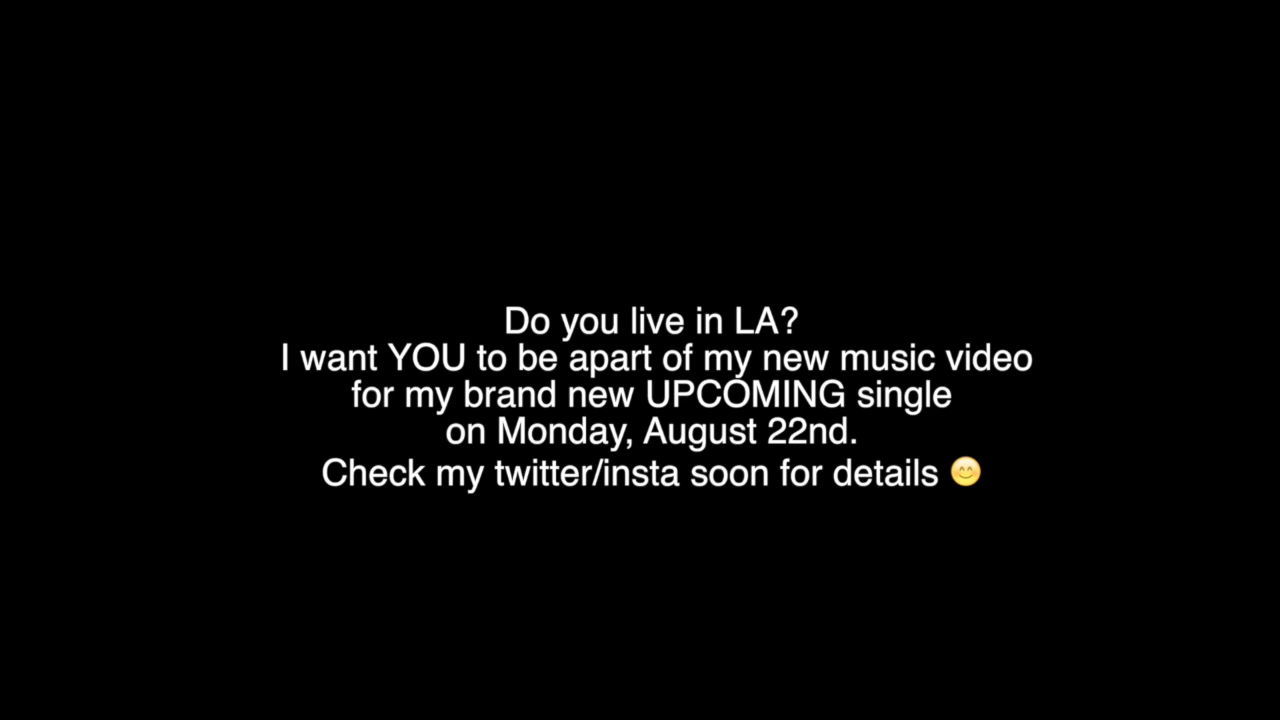 Do you live in LA?
I want YOU to be apart of my new music video
for my brand new UPCOMING single
on Monday, August 22nd.
Check my twitter/insta soon for details 😊